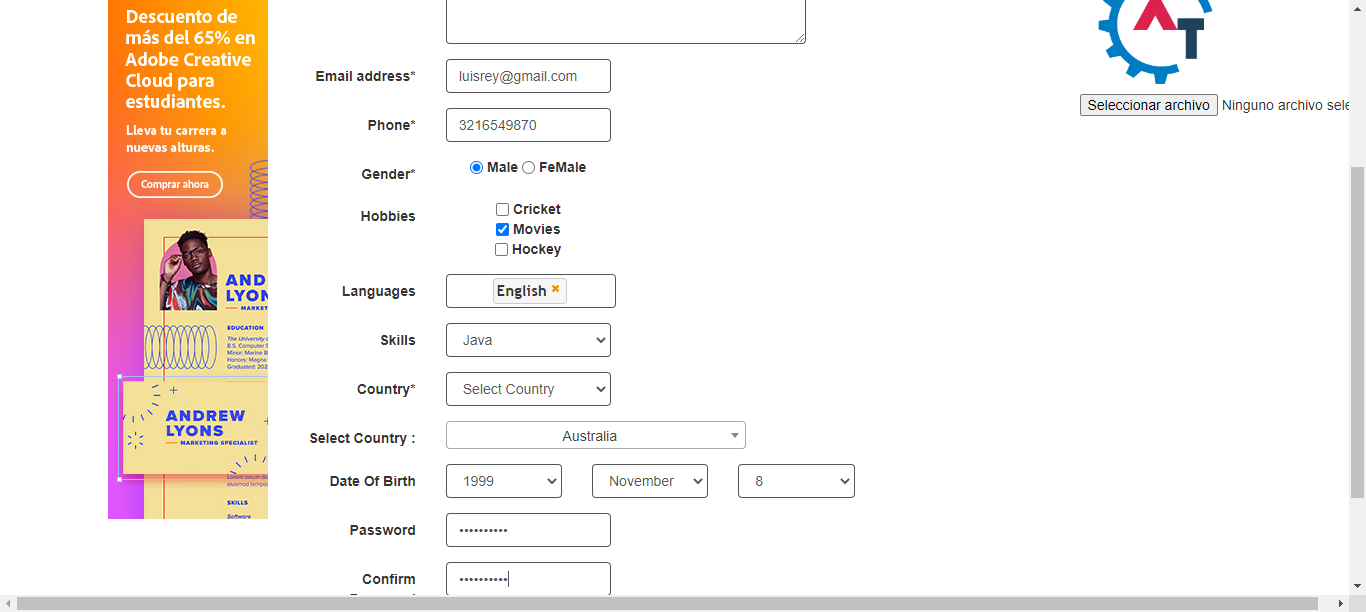 Descuento de
más del 65% en
Adobe Creative
Cloud para
estudiantes.
Lleva tu carrera a
nuevas alturas.
Comprar ahora
AND
LYON
MARKET
EDUCATION
The University o
B.S. Computer S
Minor: Marine B
Honors: Magna
Graduated: 202
ANDREW
LYONS
MARKETING SPECIALIST
SKILLS
Software
AT
Seleccionar archivo Ninguno archivo sele
Email address* luisrey@gmail.com
Phone* 3216549870
Gender* Male FeMale
Hobbies Cricket
Movies
Hockey
Languages English ✖
Skills Java
Country* Select Country
Select Country : Australia
Date Of Birth 1999 November 8
Password ••••••••••
Confirm ••••••••••